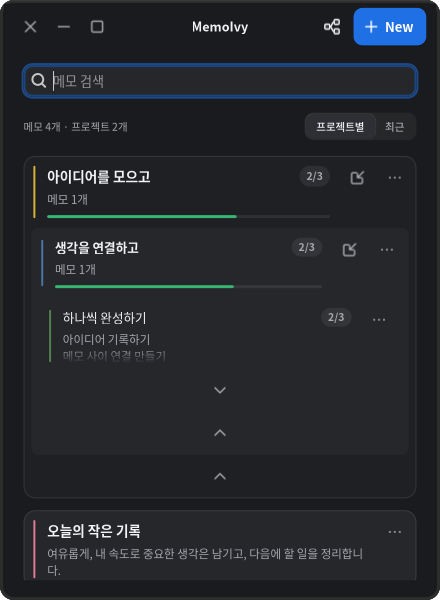 MemoIvy
New
메모 검색
메모 4개 · 프로젝트 2개
프로젝트별
최근
아이디어를 모으고
2/3
메모 1개
생각을 연결하고
2/3
메모 1개
하나씩 완성하기
2/3
아이디어 기록하기
메모 사이 연결 만들기
오늘의 작은 기록
여유롭게, 내 속도로 중요한 생각은 남기고, 다음에 할 일을 정리합니
다.